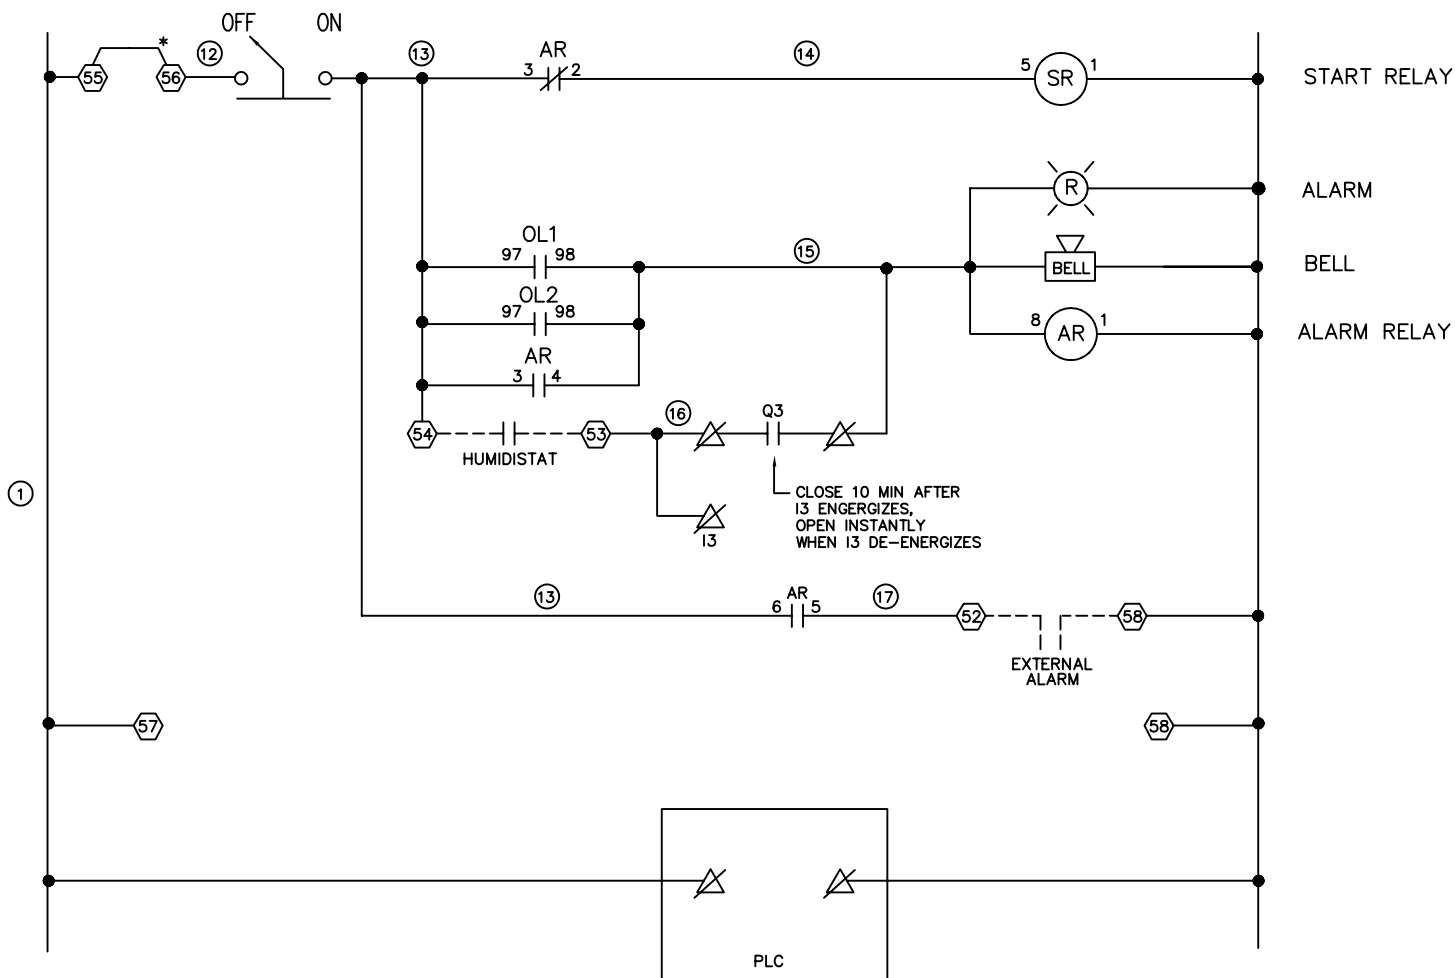 OFF ON
* 12 13 AR 14
55 56 3 2 5 SR 1 START RELAY
R ALARM
OL1 15
97 98
BELL BELL
OL2
97 98
8 AR 1 ALARM RELAY
AR
3 4
16 Q3
54 53
HUMIDISTAT
1
CLOSE 10 MIN AFTER
I3 ENGERGIZES,
OPEN INSTANTLY
WHEN I3 DE-ENERGIZES
I3
13 AR 17
6 5 52 58
EXTERNAL
ALARM
57 58
PLC